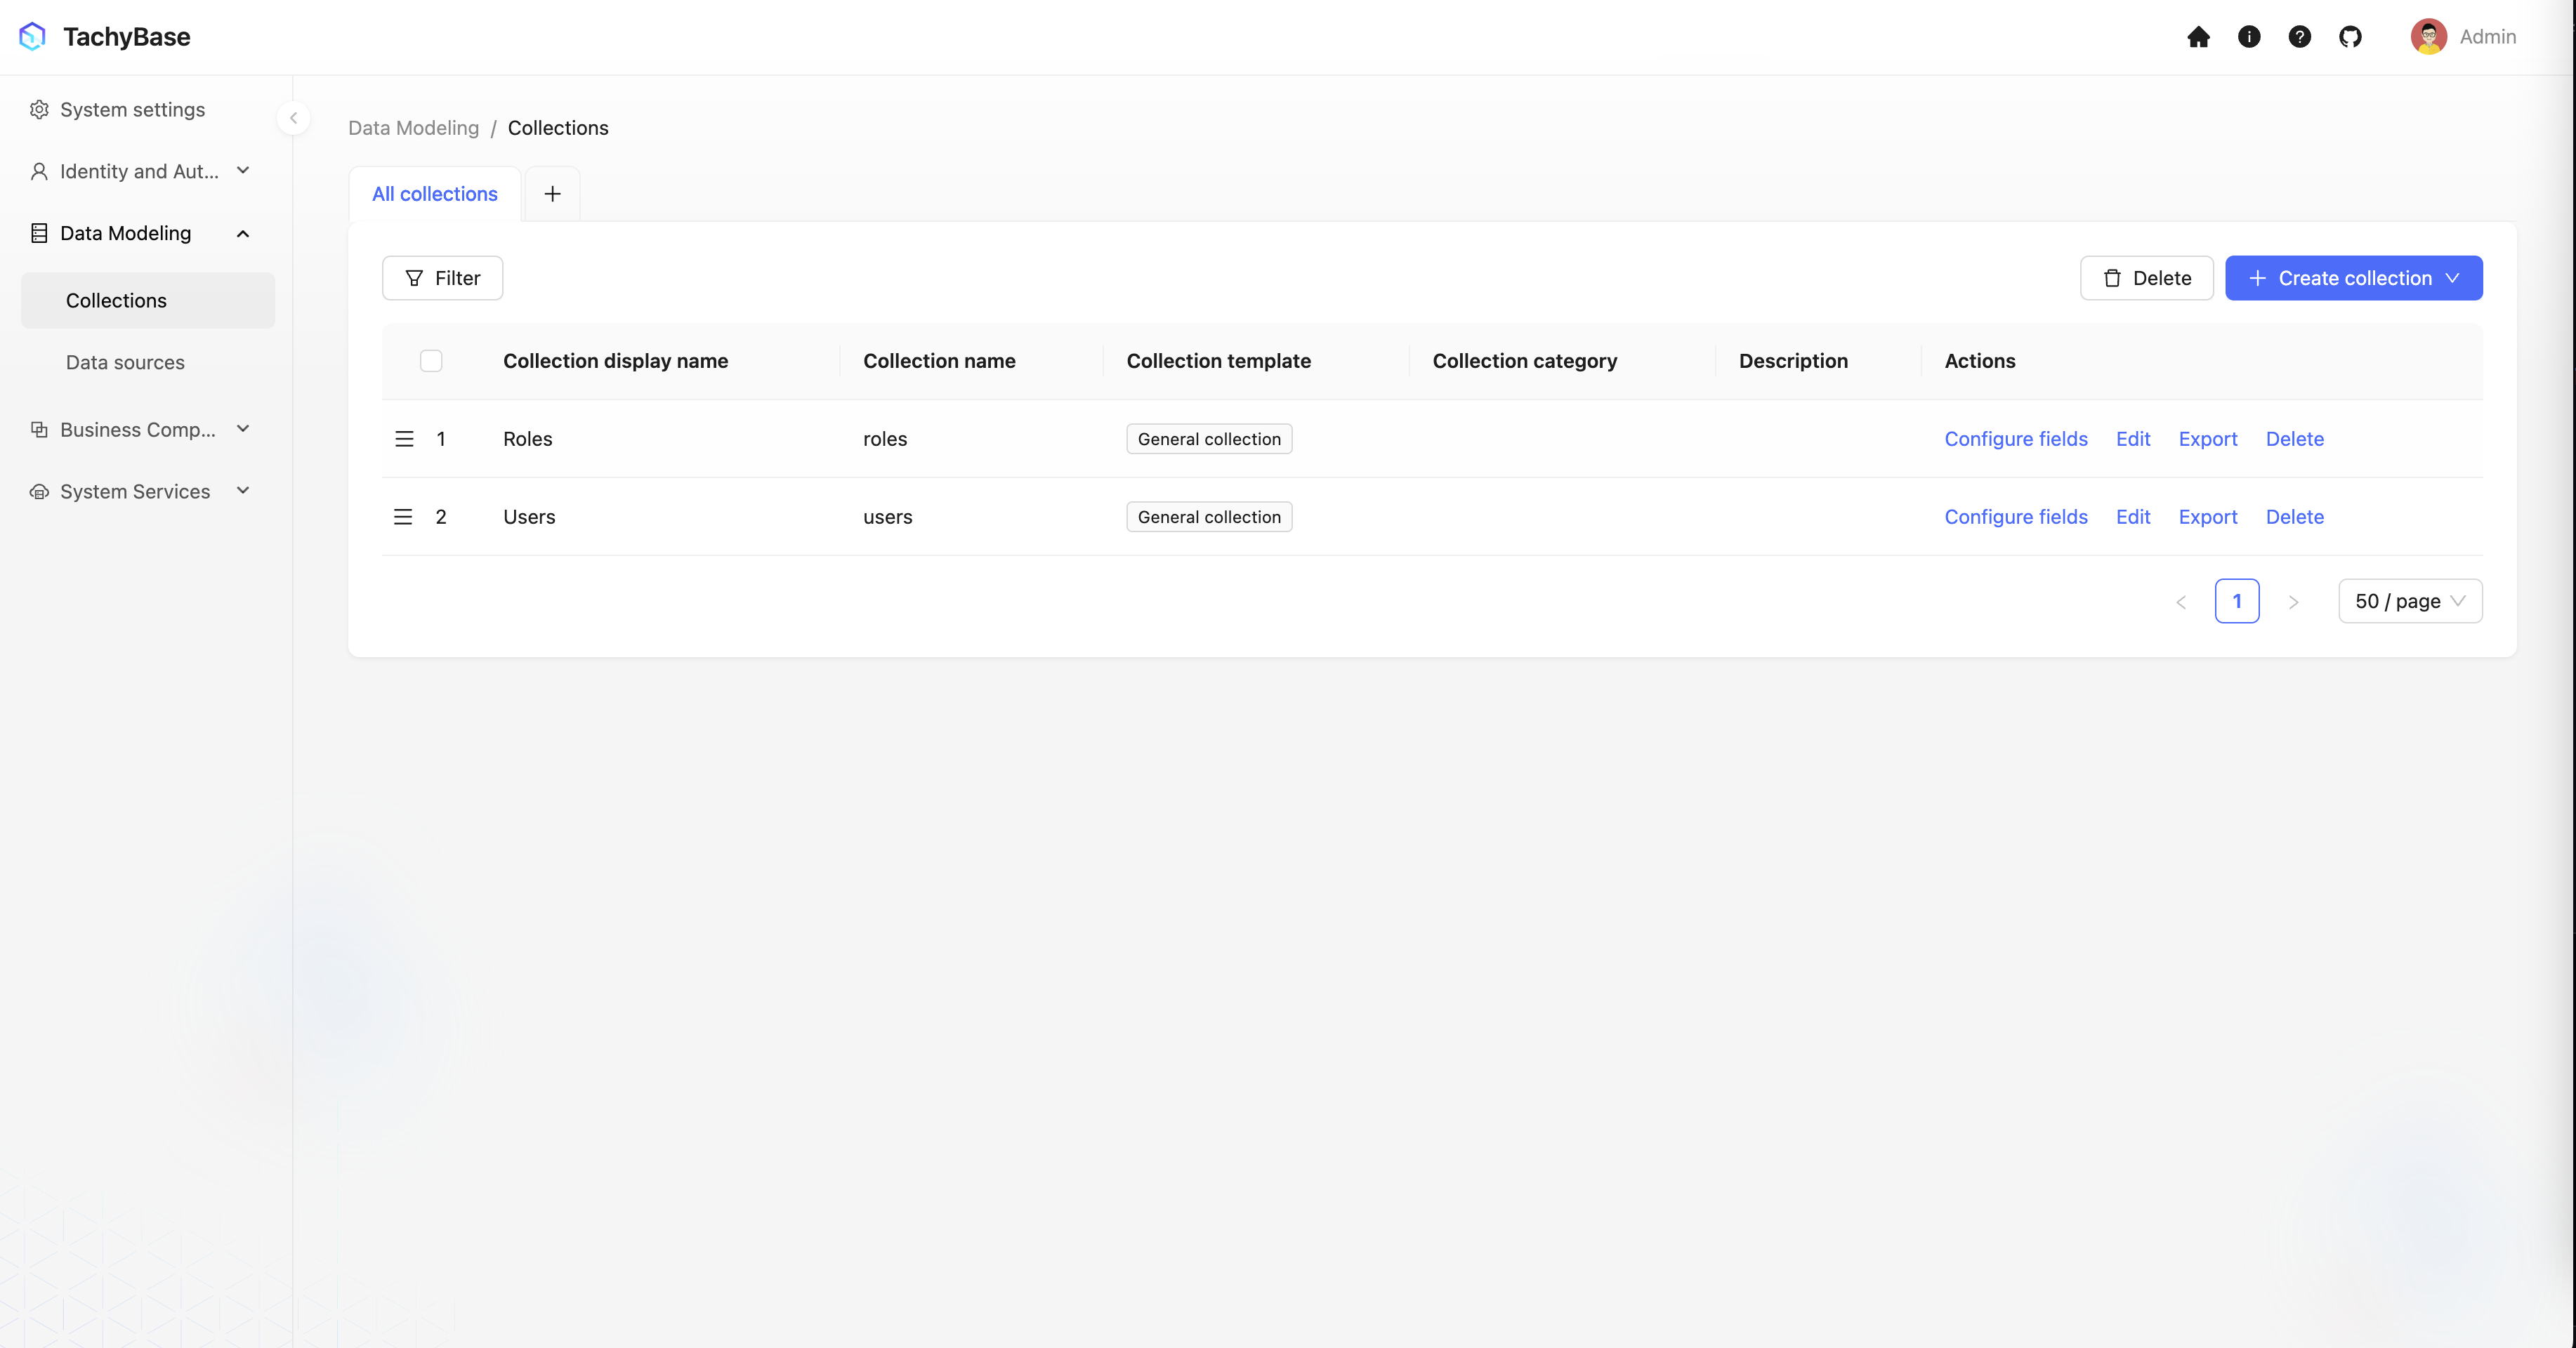 TachyBase
Admin
System settings
Identity and Aut...
Data Modeling
Collections
Data sources
Business Comp...
System Services
Data Modeling / Collections
All collections
Filter
Delete
Create collection
Collection display name Collection name Collection template Collection category Description Actions
1 Roles roles General collection Configure fields Edit Export Delete
2 Users users General collection Configure fields Edit Export Delete
1
50 / page